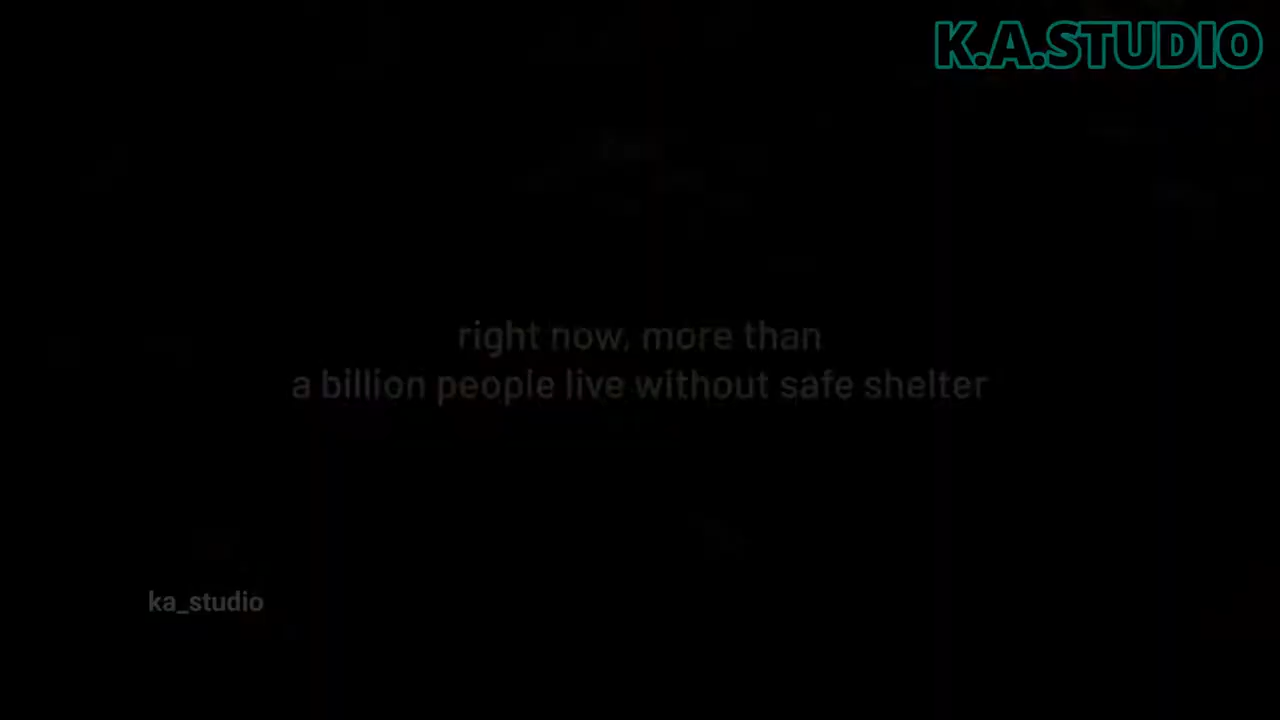 K.A.STUDIO
right now, more than
a billion people live without safe shelter
ka_studio